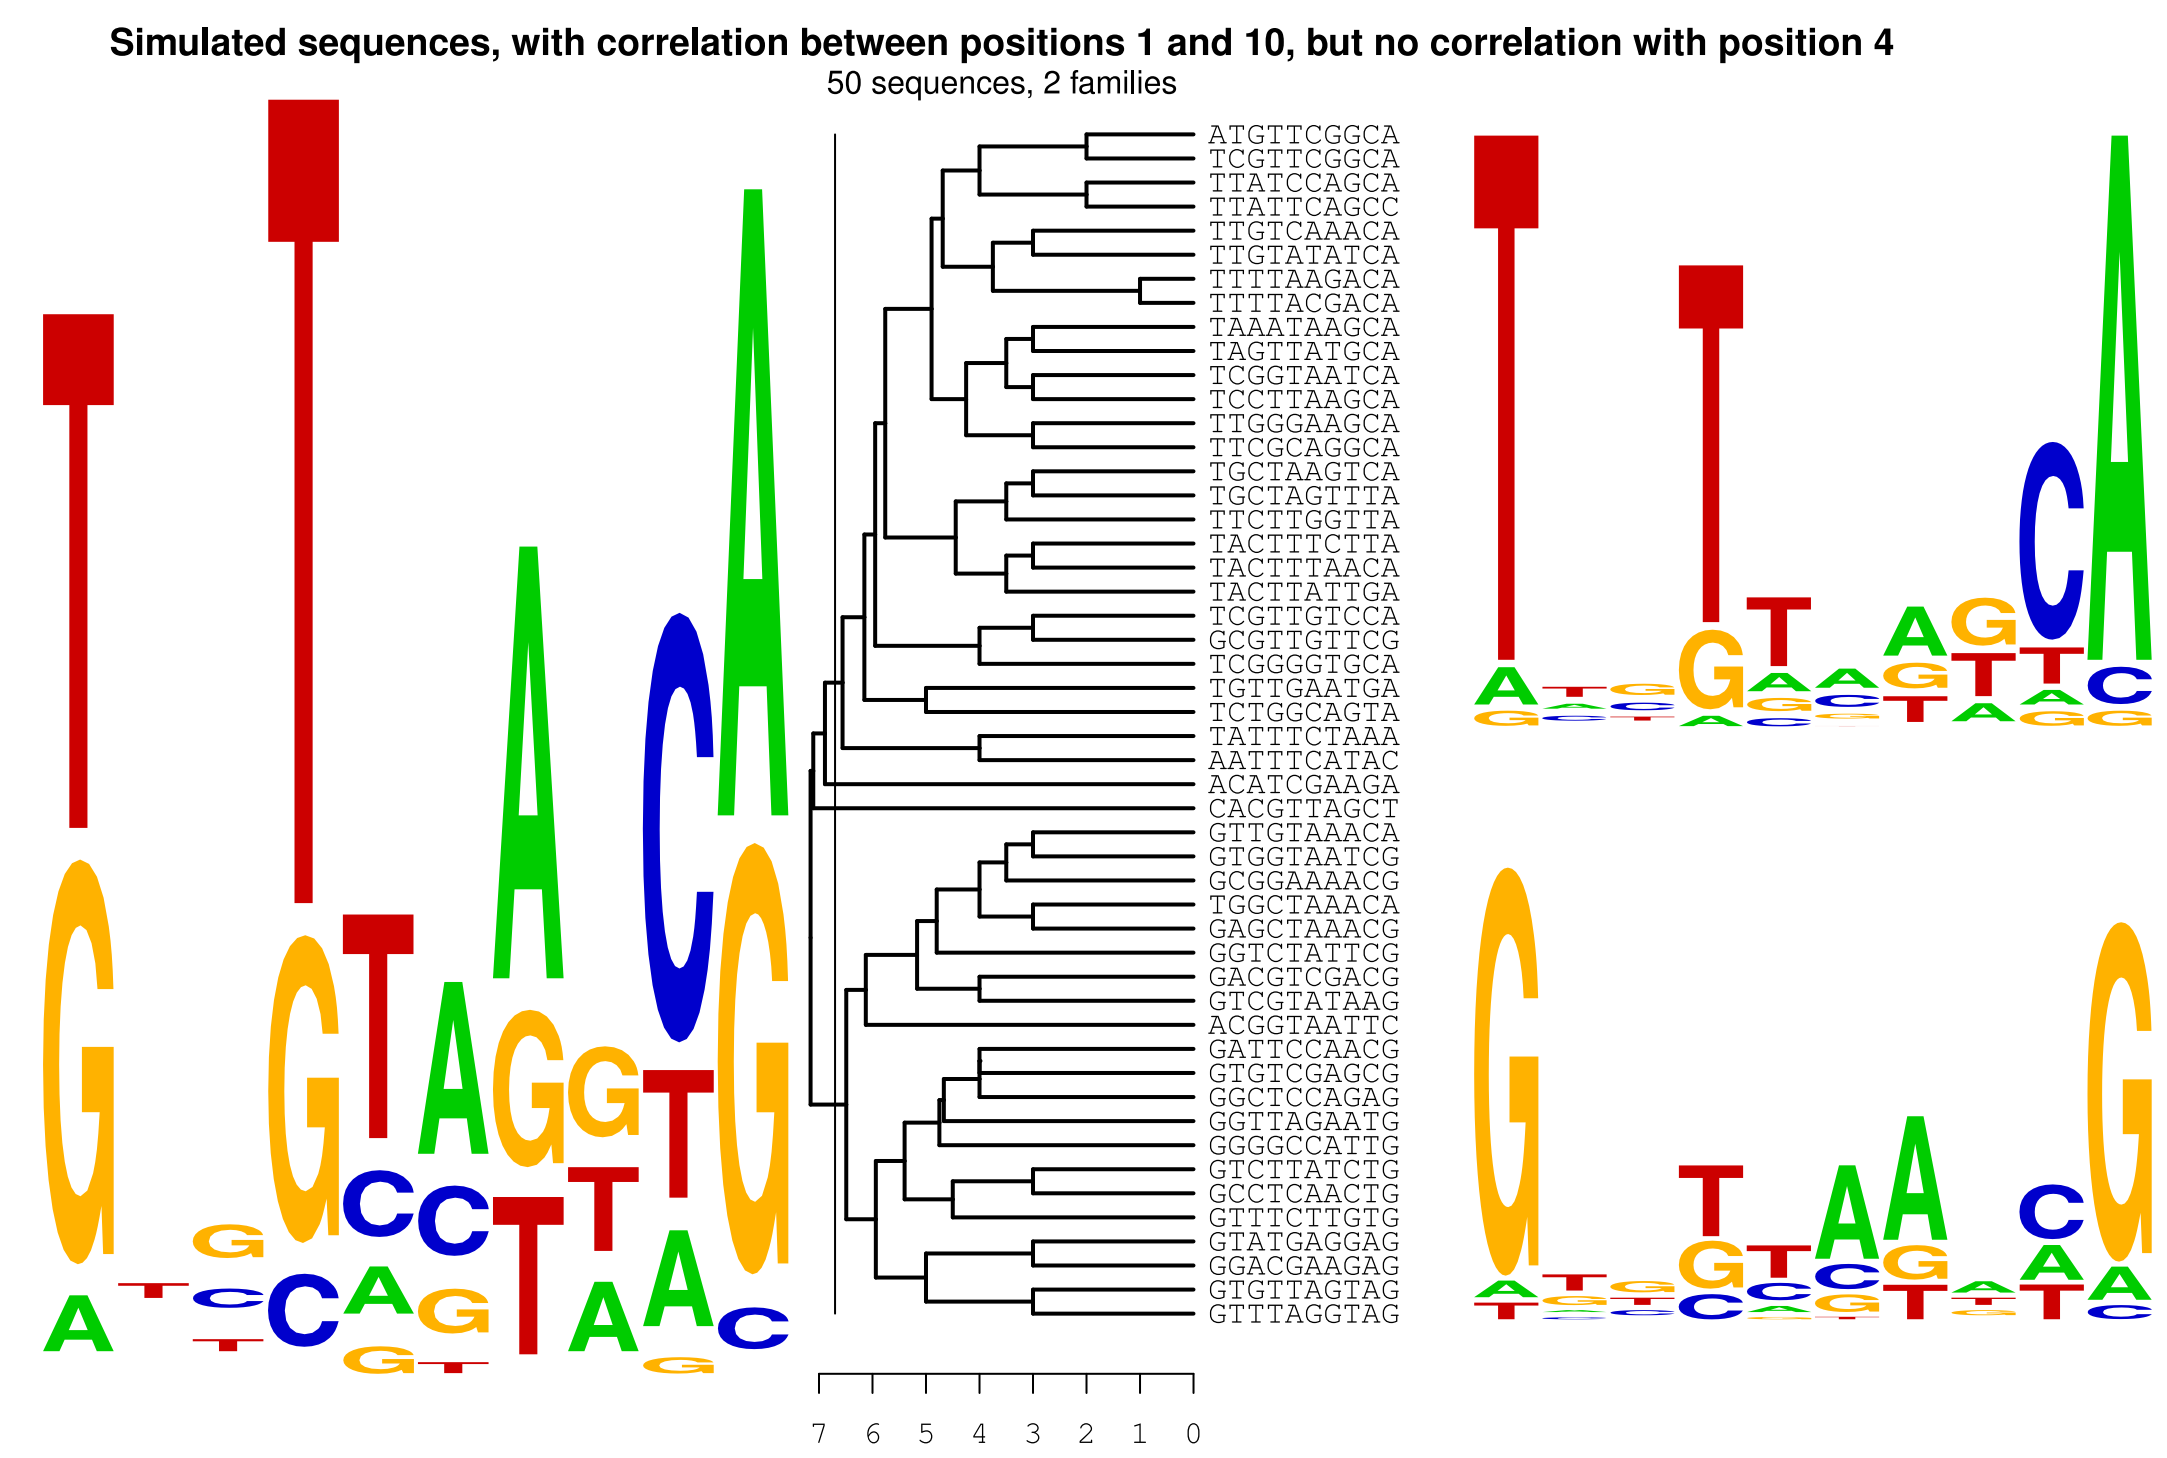 Simulated sequences, with correlation between positions 1 and 10, but no correlation with position 4
50 sequences, 2 families
ATGTTCGGCA
TCGTTCGGCA
TTATCCAGCA
TTATTCAGCC
TTGTCAAACA
TTGTATATCA
TTTTAAGACA
TTTTACGACA
TAAATAAGCA
TAGTTATGCA
TCGGTAATCA
TCCTTAAGCA
TTGGGAAGCA
TTCGCAGGCA
TGCTAAGTCA
TGCTAGTTTA
TTCTTGGTTA
TACTTTCTTA
TACTTTAACA
TACTTATTGA
TCGTTGTCCA
GCGTTGTTCG
TCGGGGTGCA
TGTTGAATGA
TCTGGCAGTA
TATTTCTAAA
AATTTCATAC
ACATCGAAGA
CACGTTAGCT
GTTGTAAACA
GTGGTAATCG
GCGGAAAACG
TGGCTAAACA
GAGCTAAACG
GGTCTATTCG
GACGTCGACG
GTCGTATAAG
ACGGTAATTC
GATTCCAACG
GTGTCGAGCG
GGCTCCAGAG
GGTTAGAATG
GGGGCCATTG
GTCTTATCTG
GCCTCAACTG
GTTTCTTGTG
GTATGAGGAG
GGACGAAGAG
GTGTTAGTAG
GTTTAGGTAG
7 6 5 4 3 2 1 0